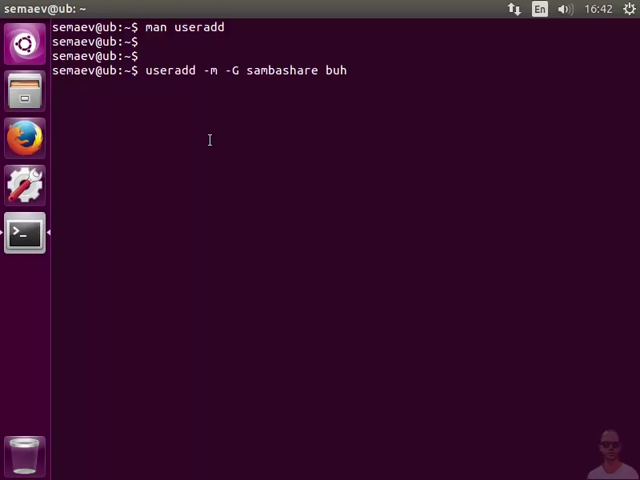 semaev@ub: ~
En
16:42
semaev@ub:~$ man useradd
semaev@ub:~$
semaev@ub:~$
semaev@ub:~$ useradd -m -G sambashare buh
>_